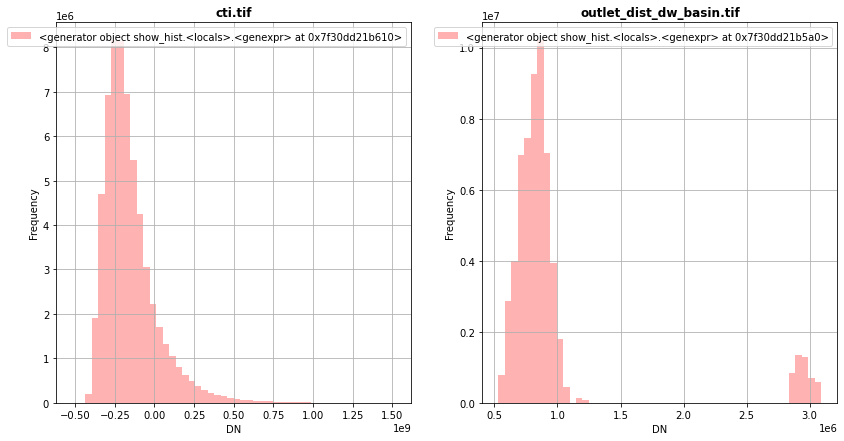 cti.tif
1e6
<generator object show_hist.<locals>.<genexpr> at 0x7f30dd21b610>
8
7
6
5
4
3
2
1
0
Frequency
−0.50 −0.25 0.00 0.25 0.50 0.75 1.00 1.25 1.50
DN
1e9
outlet_dist_dw_basin.tif
1e7
<generator object show_hist.<locals>.<genexpr> at 0x7f30dd21b5a0>
1.0
0.8
0.6
0.4
0.2
0.0
Frequency
0.5 1.0 1.5 2.0 2.5 3.0
DN
1e6